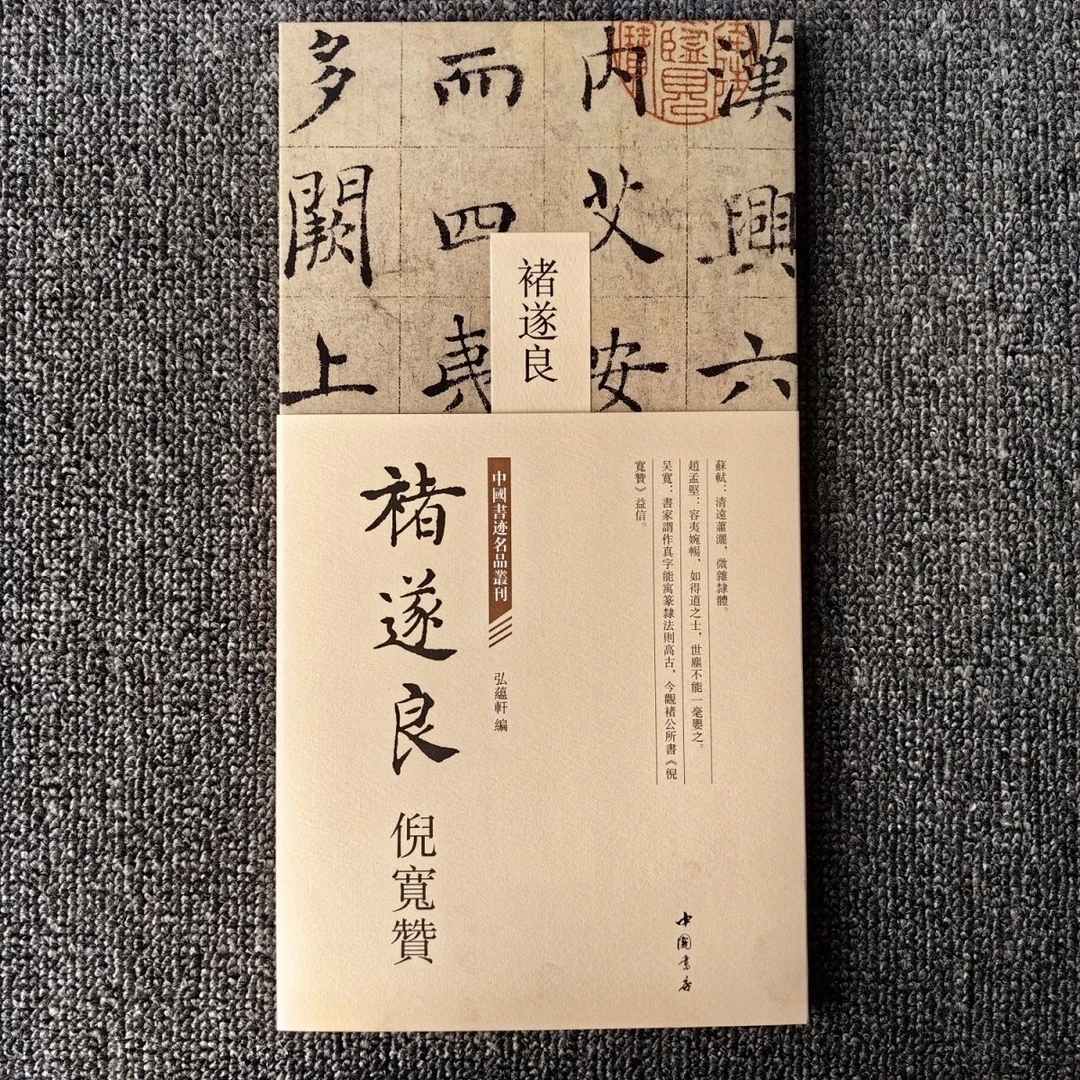 漢興六
内艾安
而四夷
多闕上
褚遂良
蘇軾：清遠蕭灑，微雜隸體。
趙孟堅：容夷婉暢，如得道之士，世塵不能一毫嬰之。
吴寬：書家謂作真字能寓篆隸法則高古，今觀褚公所書《倪
寬贊》益信。
中國書迹名品叢刊
弘蘊軒 編
褚遂良 倪寬贊
中國書店